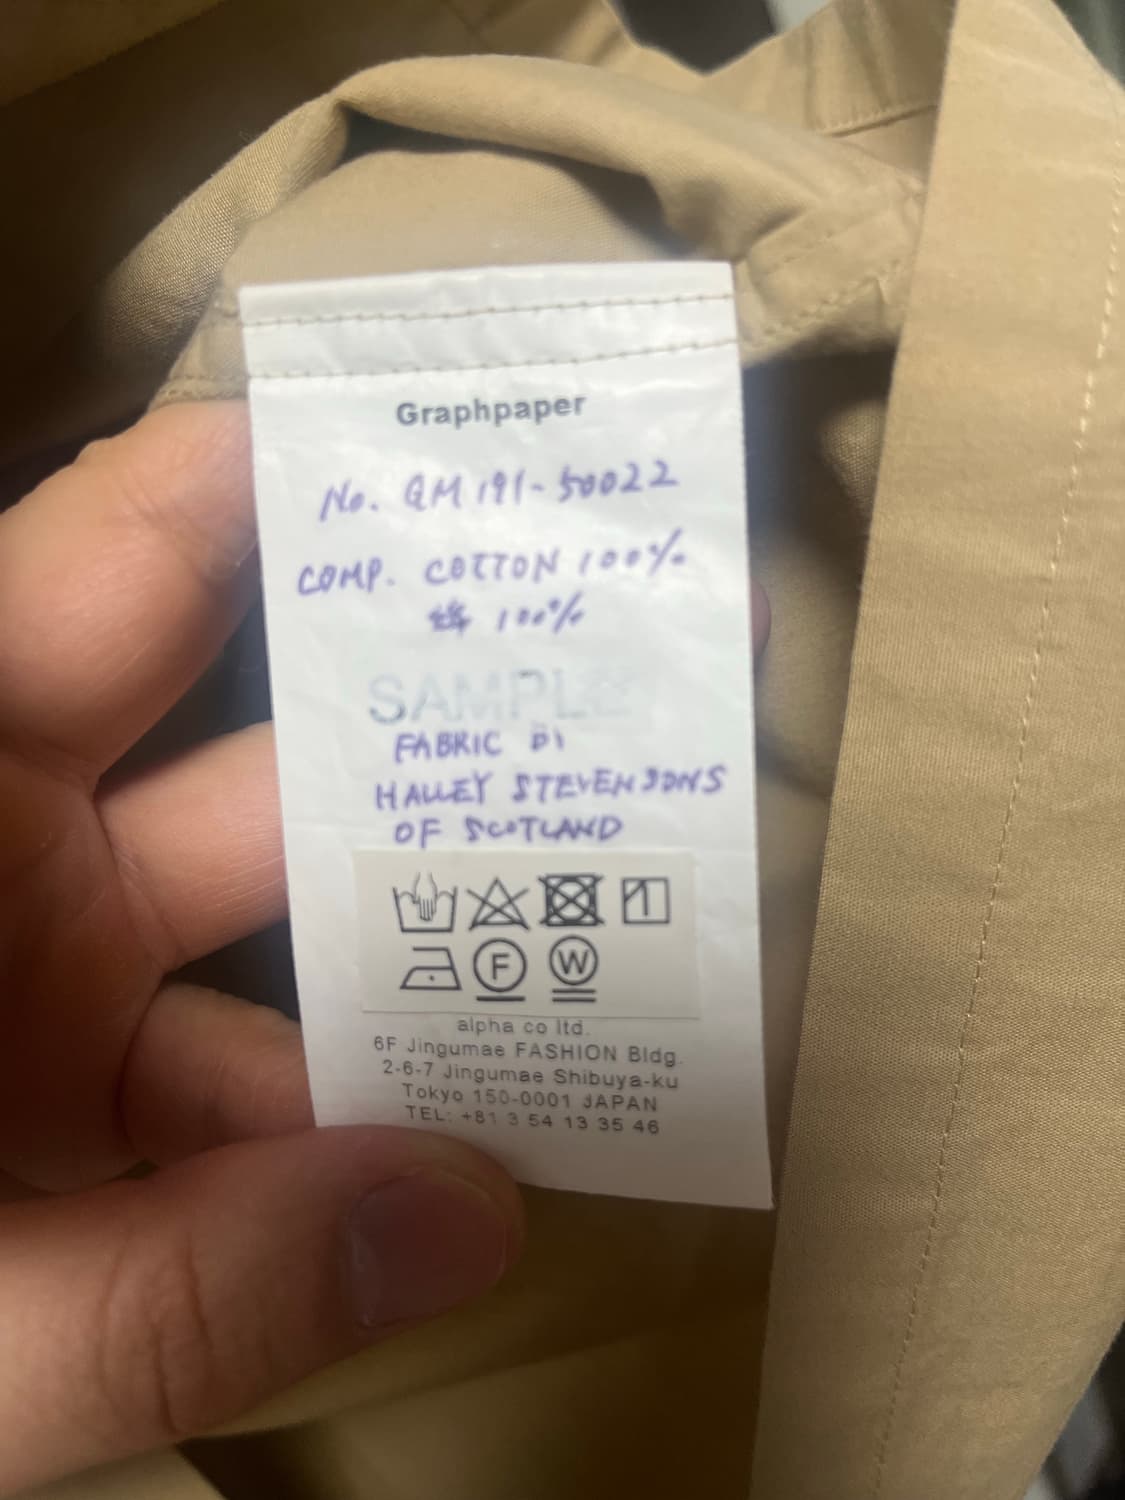 Graphpaper
No. GM191-50022
COMP. COTTON 100%
綿 100%
SAMPLE
FABRIC BY
HALLEY STEVENSONS
OF SCOTLAND
F W
alpha co ltd.
6F Jingumae FASHION Bldg.
2-6-7 Jingumae Shibuya-ku
Tokyo 150-0001 JAPAN
TEL: +81 3 54 13 35 46